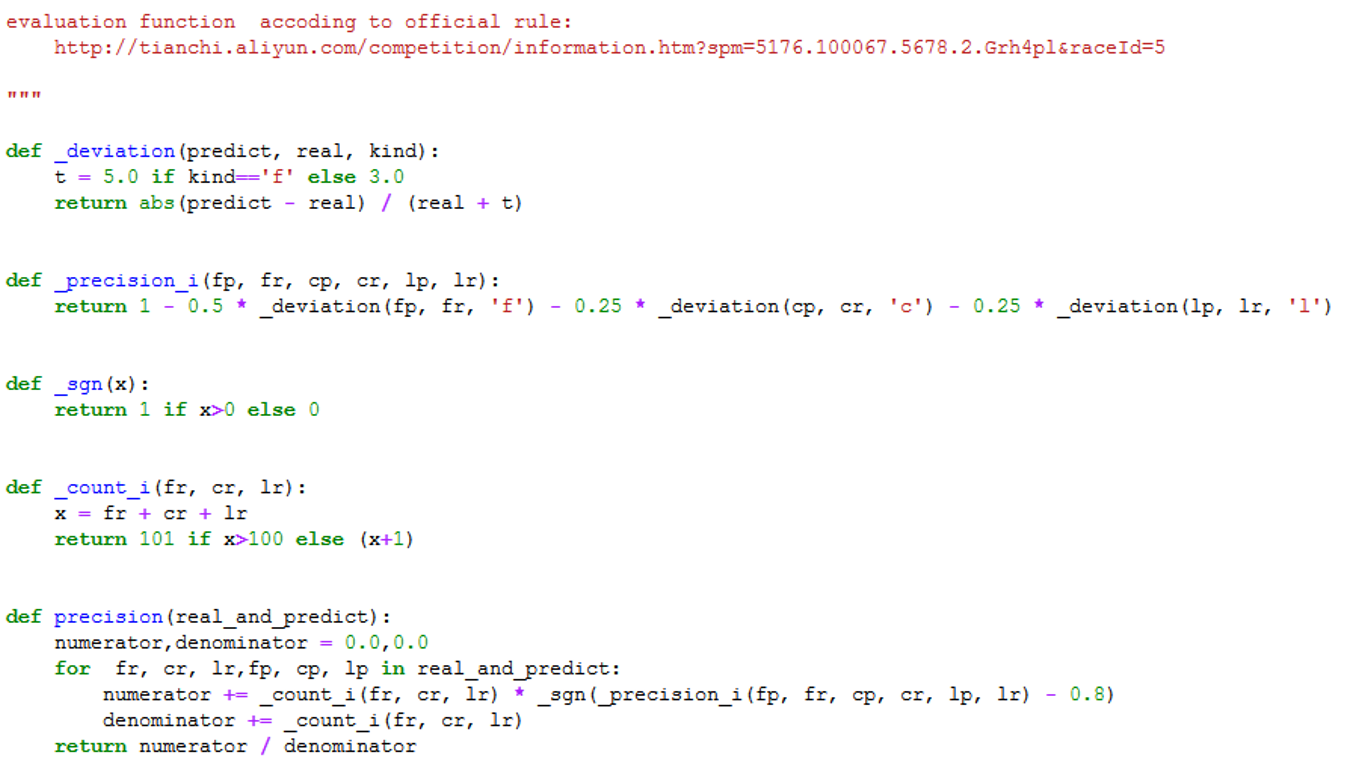 evaluation function  accoding to official rule:
    http://tianchi.aliyun.com/competition/information.htm?spm=5176.100067.5678.2.Grh4pl&raceId=5
"""
def _deviation(predict, real, kind):
    t = 5.0 if kind=='f' else 3.0
    return abs(predict - real) / (real + t)
def _precision_i(fp, fr, cp, cr, lp, lr):
    return 1 - 0.5 * _deviation(fp, fr, 'f') - 0.25 * _deviation(cp, cr, 'c') - 0.25 * _deviation(lp, lr, 'l')
def _sgn(x):
    return 1 if x>0 else 0
def _count_i(fr, cr, lr):
    x = fr + cr + lr
    return 101 if x>100 else (x+1)
def precision(real_and_predict):
    numerator,denominator = 0.0,0.0
    for  fr, cr, lr,fp, cp, lp in real_and_predict:
        numerator += _count_i(fr, cr, lr) * _sgn(_precision_i(fp, fr, cp, cr, lp, lr) - 0.8)
        denominator += _count_i(fr, cr, lr)
    return numerator / denominator